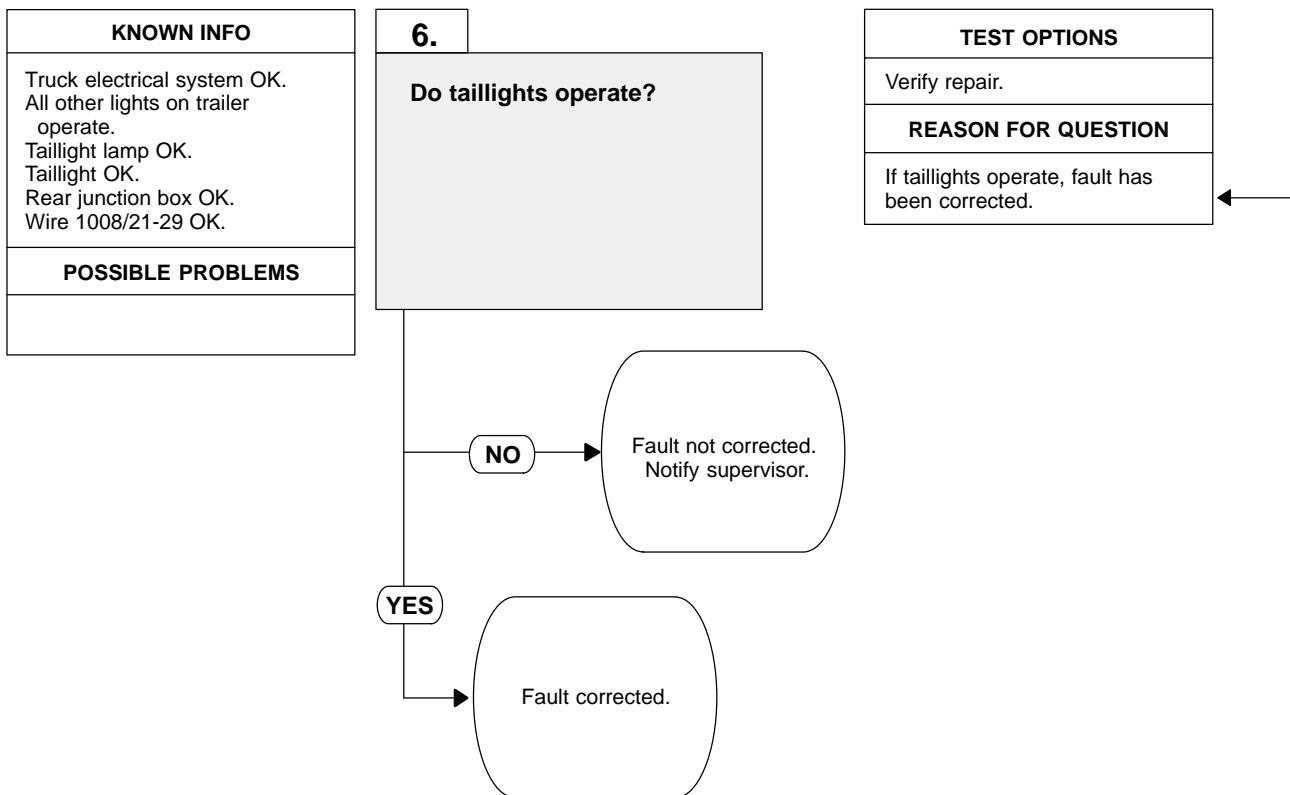 KNOWN INFO
Truck electrical system OK.
All other lights on trailer
operate.
Taillight lamp OK.
Taillight OK.
Rear junction box OK.
Wire 1008/21-29 OK.
POSSIBLE PROBLEMS
6.
Do taillights operate?
TEST OPTIONS
Verify repair.
REASON FOR QUESTION
If taillights operate, fault has
been corrected.
NO
Fault not corrected.
Notify supervisor.
YES
Fault corrected.